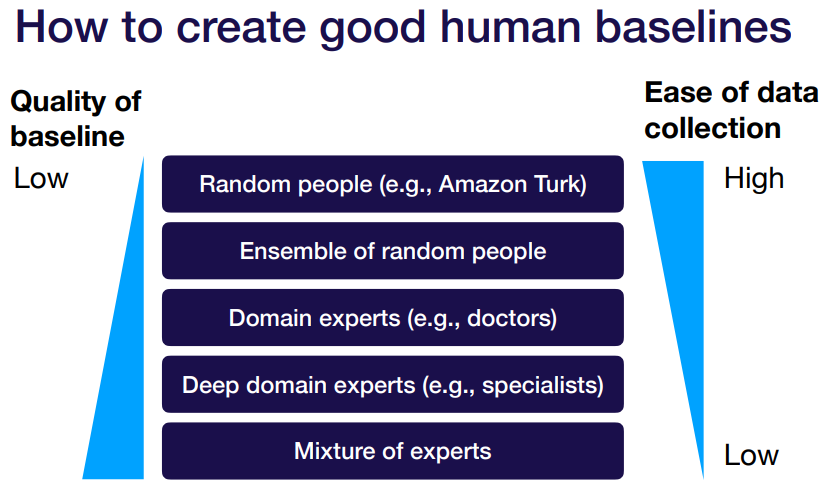 How to create good human baselines
Quality of
baseline
Ease of data
collection
Low
High
Random people (e.g., Amazon Turk)
Ensemble of random people
Domain experts (e.g., doctors)
Deep domain experts (e.g., specialists)
Mixture of experts
Low